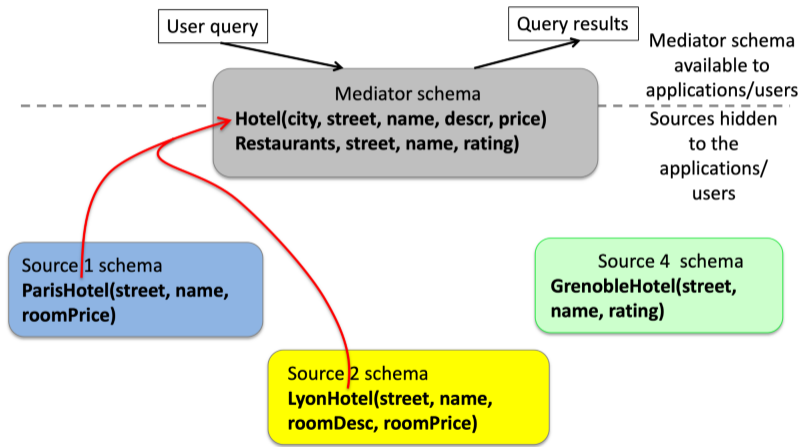 User query
Query results
Mediator schema
available to
applications/users
Mediator schema
Hotel(city, street, name, descr, price)
Restaurants, street, name, rating)
Sources hidden
to the
applications/
users
Source 1 schema
ParisHotel(street, name,
roomPrice)
Source 4 schema
GrenobleHotel(street,
name, rating)
Source 2 schema
LyonHotel(street, name,
roomDesc, roomPrice)